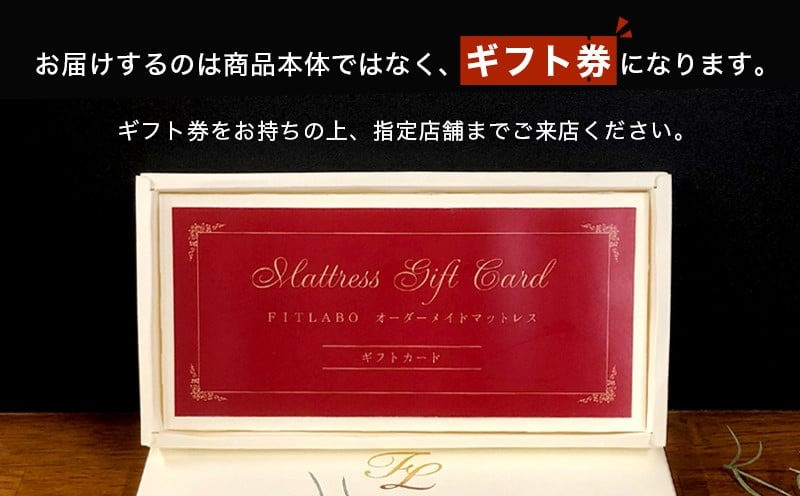 お届けするのは商品本体ではなく、ギフト券になります。
ギフト券をお持ちの上、指定店舗までご来店ください。
Mattress Gift Card
FITLABO オーダーメイドマットレス
ギフトカード
FL